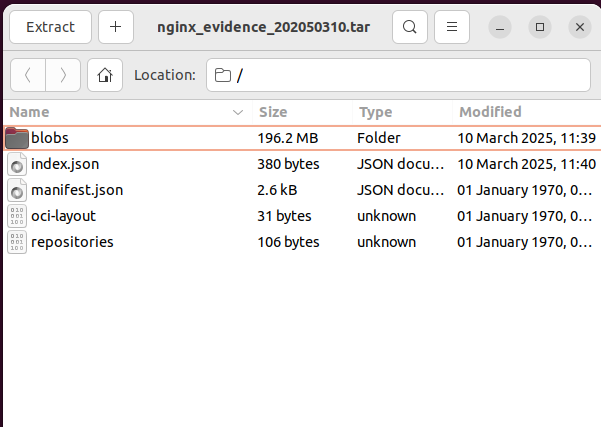 Extract + nginx_evidence_202050310.tar
Location: /
Name Size Type Modified
blobs 196.2 MB Folder 10 March 2025, 11:39
index.json 380 bytes JSON docu… 10 March 2025, 11:40
manifest.json 2.6 kB JSON docu… 01 January 1970, 0…
oci-layout 31 bytes unknown 01 January 1970, 0…
repositories 106 bytes unknown 01 January 1970, 0…